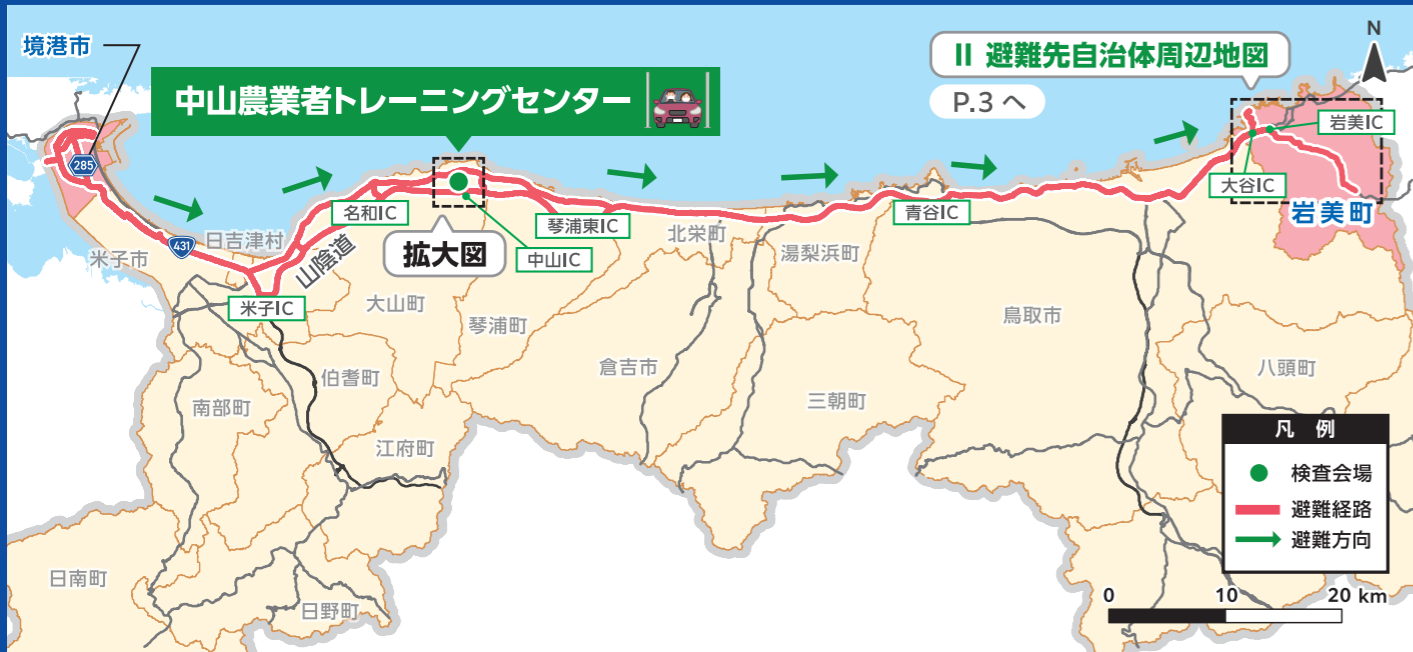 境港市
中山農業者トレーニングセンター
II 避難先自治体周辺地図
P.3 へ
N
285
431
岩美IC
大谷IC
岩美町
名和IC
琴浦東IC
中山IC
青谷IC
拡大図
米子市
日吉津村
山陰道
米子IC
大山町
琴浦町
北栄町
湯梨浜町
倉吉市
鳥取市
八頭町
伯耆町
南部町
三朝町
江府町
日南町
日野町
凡 例
検査会場
避難経路
避難方向
0 10 20 km